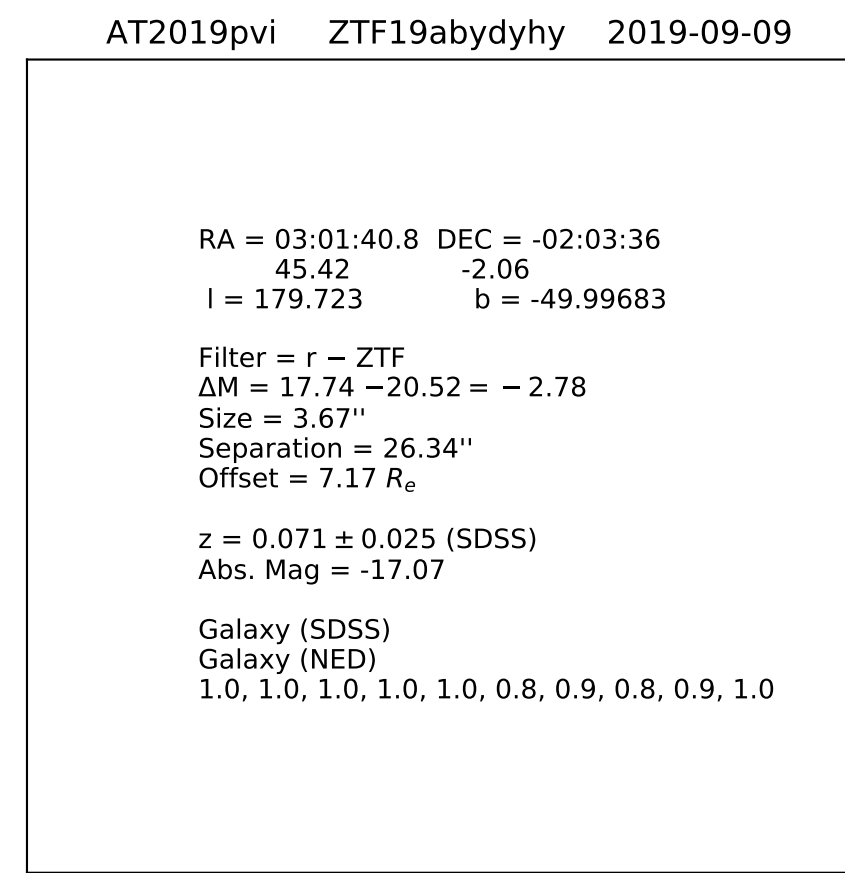 AT2019pvi ZTF19abydyhy 2019-09-09
RA = 03:01:40.8 DEC = -02:03:36
45.42 -2.06
l = 179.723 b = -49.99683
Filter = r − ZTF
ΔM = 17.74 −20.52 = −2.78
Size = 3.67''
Separation = 26.34''
Offset = 7.17 Re
z = 0.071 ± 0.025 (SDSS)
Abs. Mag = -17.07
Galaxy (SDSS)
Galaxy (NED)
1.0, 1.0, 1.0, 1.0, 1.0, 0.8, 0.9, 0.8, 0.9, 1.0